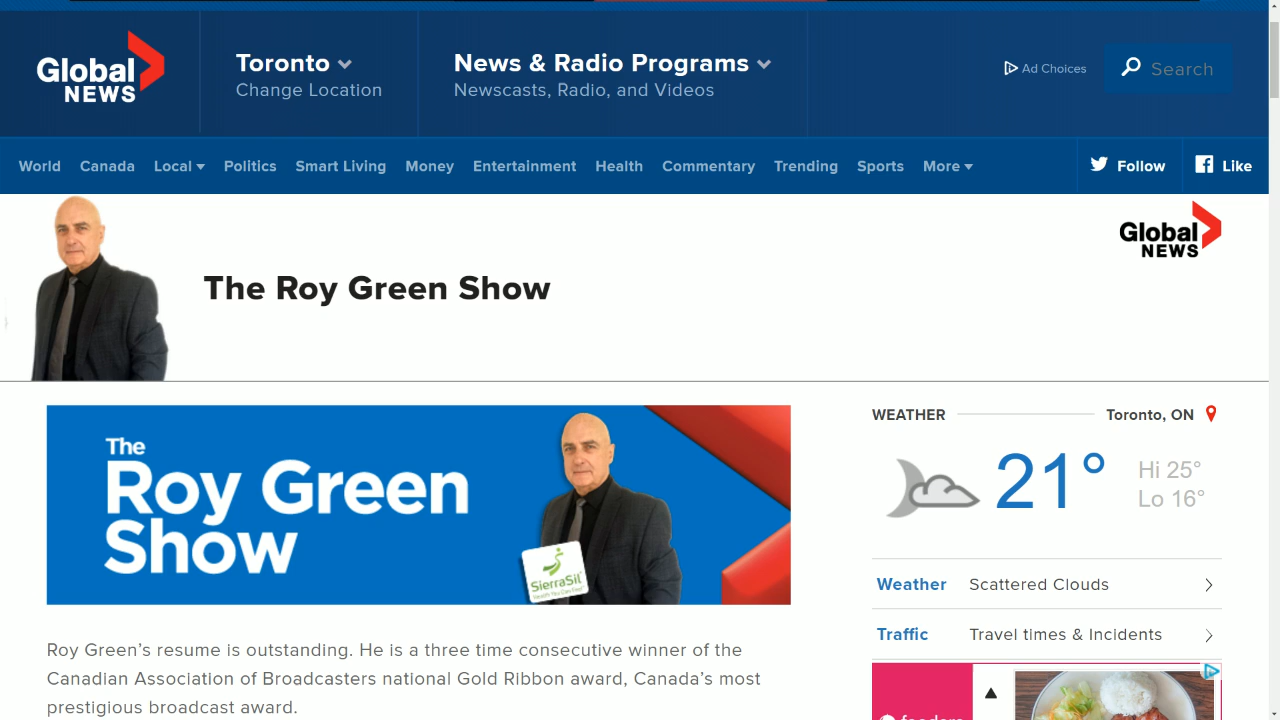 Global
NEWS
Toronto
Change Location
News & Radio Programs
Newscasts, Radio, and Videos
Ad Choices
Search
World Canada Local Politics Smart Living Money Entertainment Health Commentary Trending Sports More Follow Like
The Roy Green Show
Global
NEWS
The
Roy Green
Show
SierraSil
Roy Green’s resume is outstanding. He is a three time consecutive winner of the
Canadian Association of Broadcasters national Gold Ribbon award, Canada’s most
prestigious broadcast award.
WEATHER Toronto, ON
21° Hi 25°
Lo 16°
Weather Scattered Clouds
Traffic Travel times & Incidents